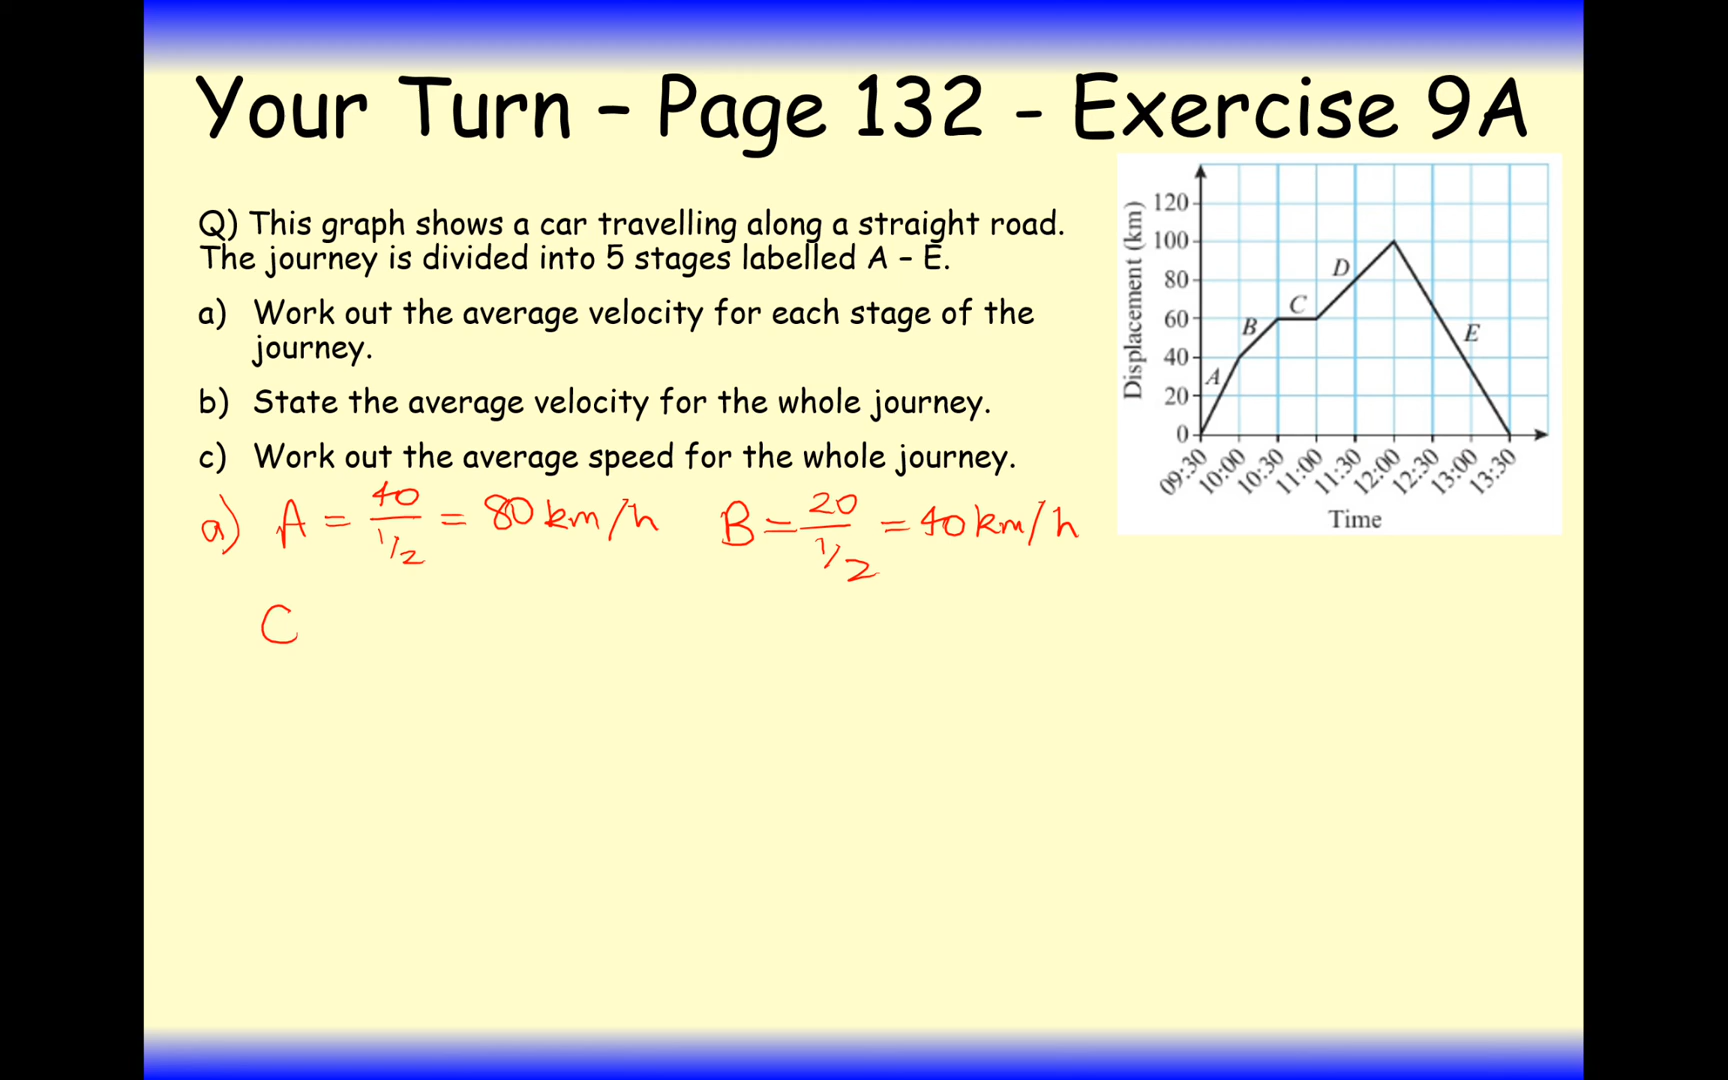 Your Turn – Page 132 - Exercise 9A
Q) This graph shows a car travelling along a straight road.
The journey is divided into 5 stages labelled A – E.
a) Work out the average velocity for each stage of the
journey.
b) State the average velocity for the whole journey.
c) Work out the average speed for the whole journey.
Displacement (km)
120
100
80
60
40
20
0
A
B
C
D
E
09:30 10:00 10:30 11:00 11:30 12:00 12:30 13:00 13:30
Time
a) A = 40/1/2 = 80 km/h B = 20/1/2 = 40 km/h
C